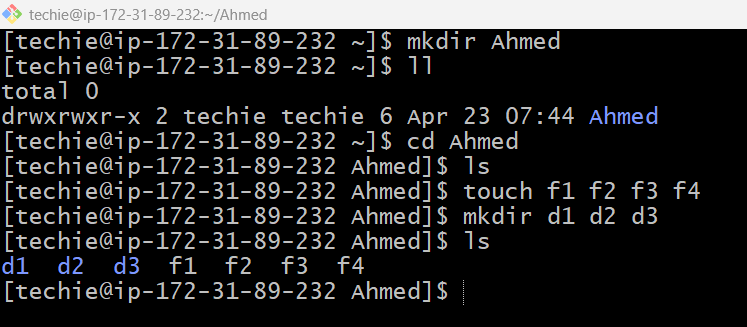 techie@ip-172-31-89-232:~/Ahmed
[techie@ip-172-31-89-232 ~]$ mkdir Ahmed
[techie@ip-172-31-89-232 ~]$ ll
total 0
drwxrwxr-x 2 techie techie 6 Apr 23 07:44 Ahmed
[techie@ip-172-31-89-232 ~]$ cd Ahmed
[techie@ip-172-31-89-232 Ahmed]$ ls
[techie@ip-172-31-89-232 Ahmed]$ touch f1 f2 f3 f4
[techie@ip-172-31-89-232 Ahmed]$ mkdir d1 d2 d3
[techie@ip-172-31-89-232 Ahmed]$ ls
d1  d2  d3  f1  f2  f3  f4
[techie@ip-172-31-89-232 Ahmed]$